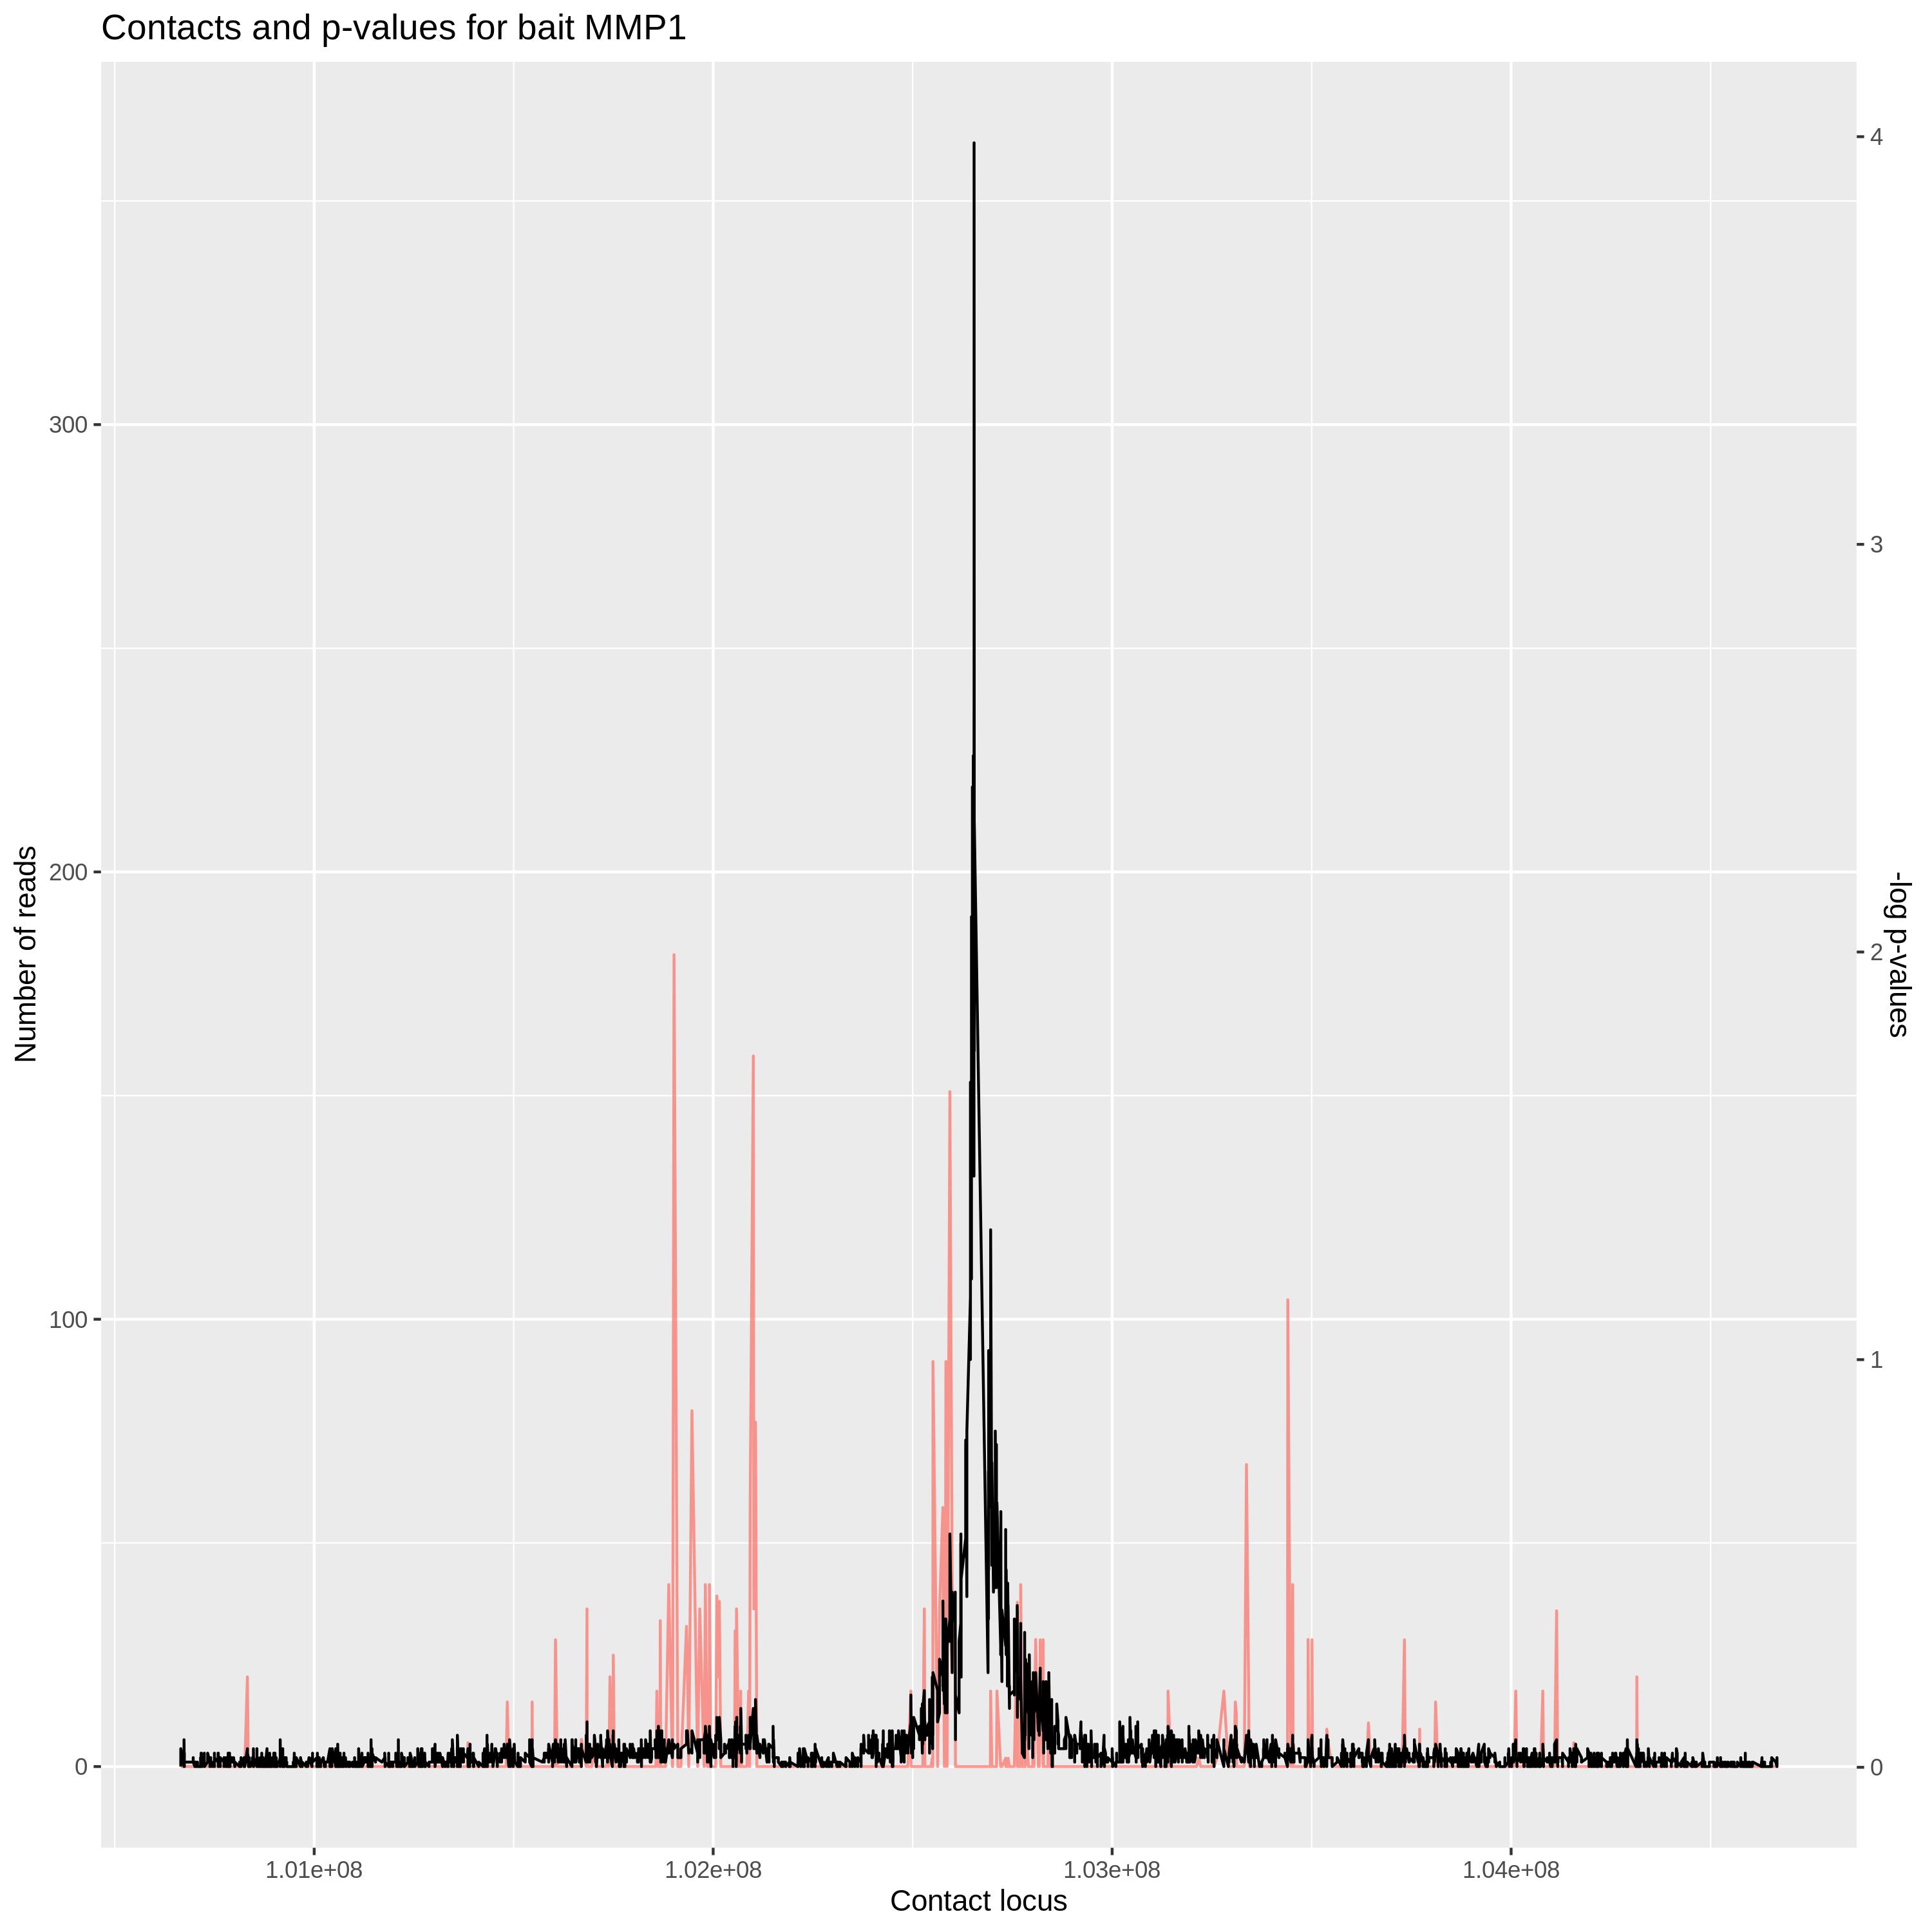 Contacts and p-values for bait MMP1
Number of reads
300
200
100
0
4
3
2
1
0
-log p-values
1.01e+08
1.02e+08
1.03e+08
1.04e+08
Contact locus